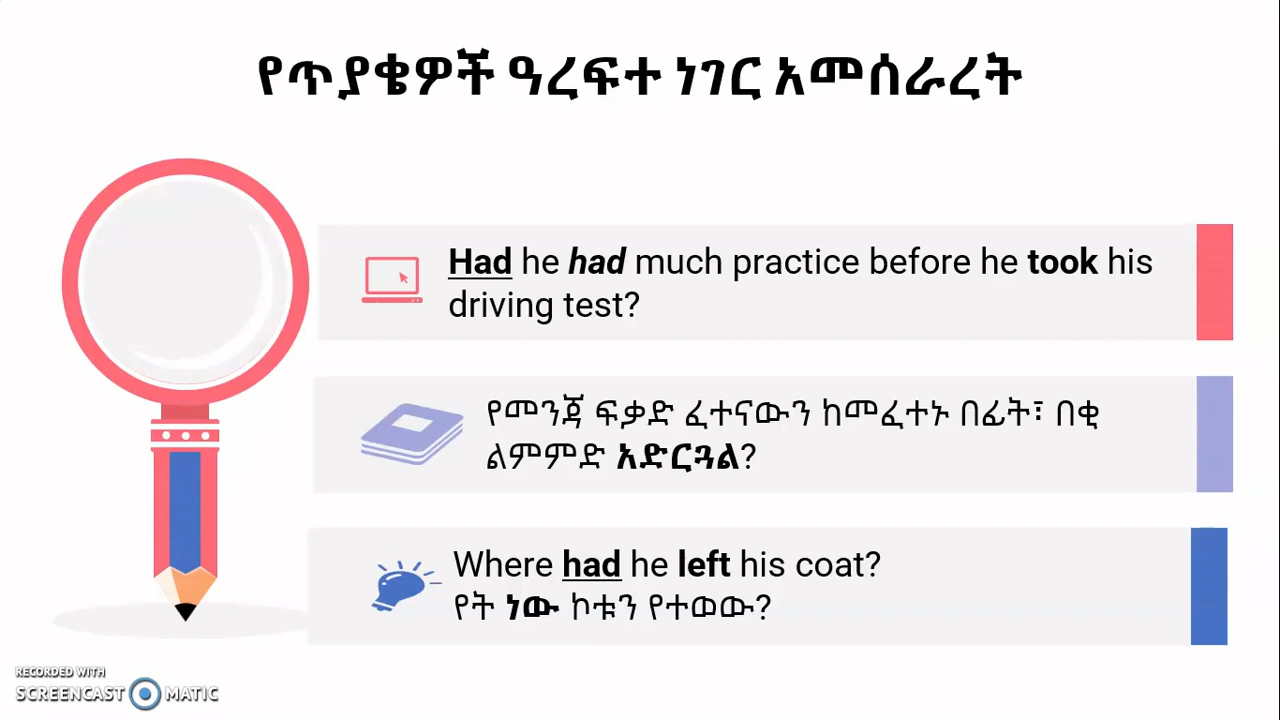 የጥያቄዎች ዓረፍተ ነገር አመሰራረት
Had he had much practice before he took his
driving test?
የመንጃ ፍቃድ ፈተናውን ከመፈተኑ በፊት፣ በቂ
ልምምድ አድርጓል?
Where had he left his coat?
የት ነው ኮቱን የተወው?
RECORDED WITH
SCREENCAST MATIC